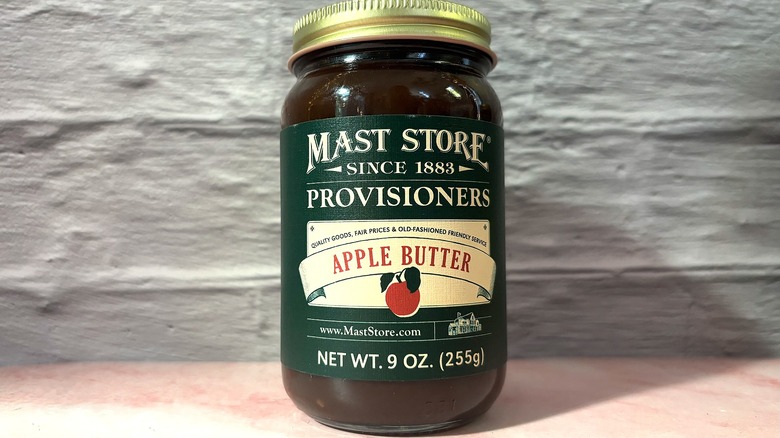 MAST STORE®
SINCE 1883
PROVISIONERS
QUALITY GOODS, FAIR PRICES & OLD-FASHIONED FRIENDLY SERVICE
APPLE BUTTER
www.MastStore.com
NET WT. 9 OZ. (255g)